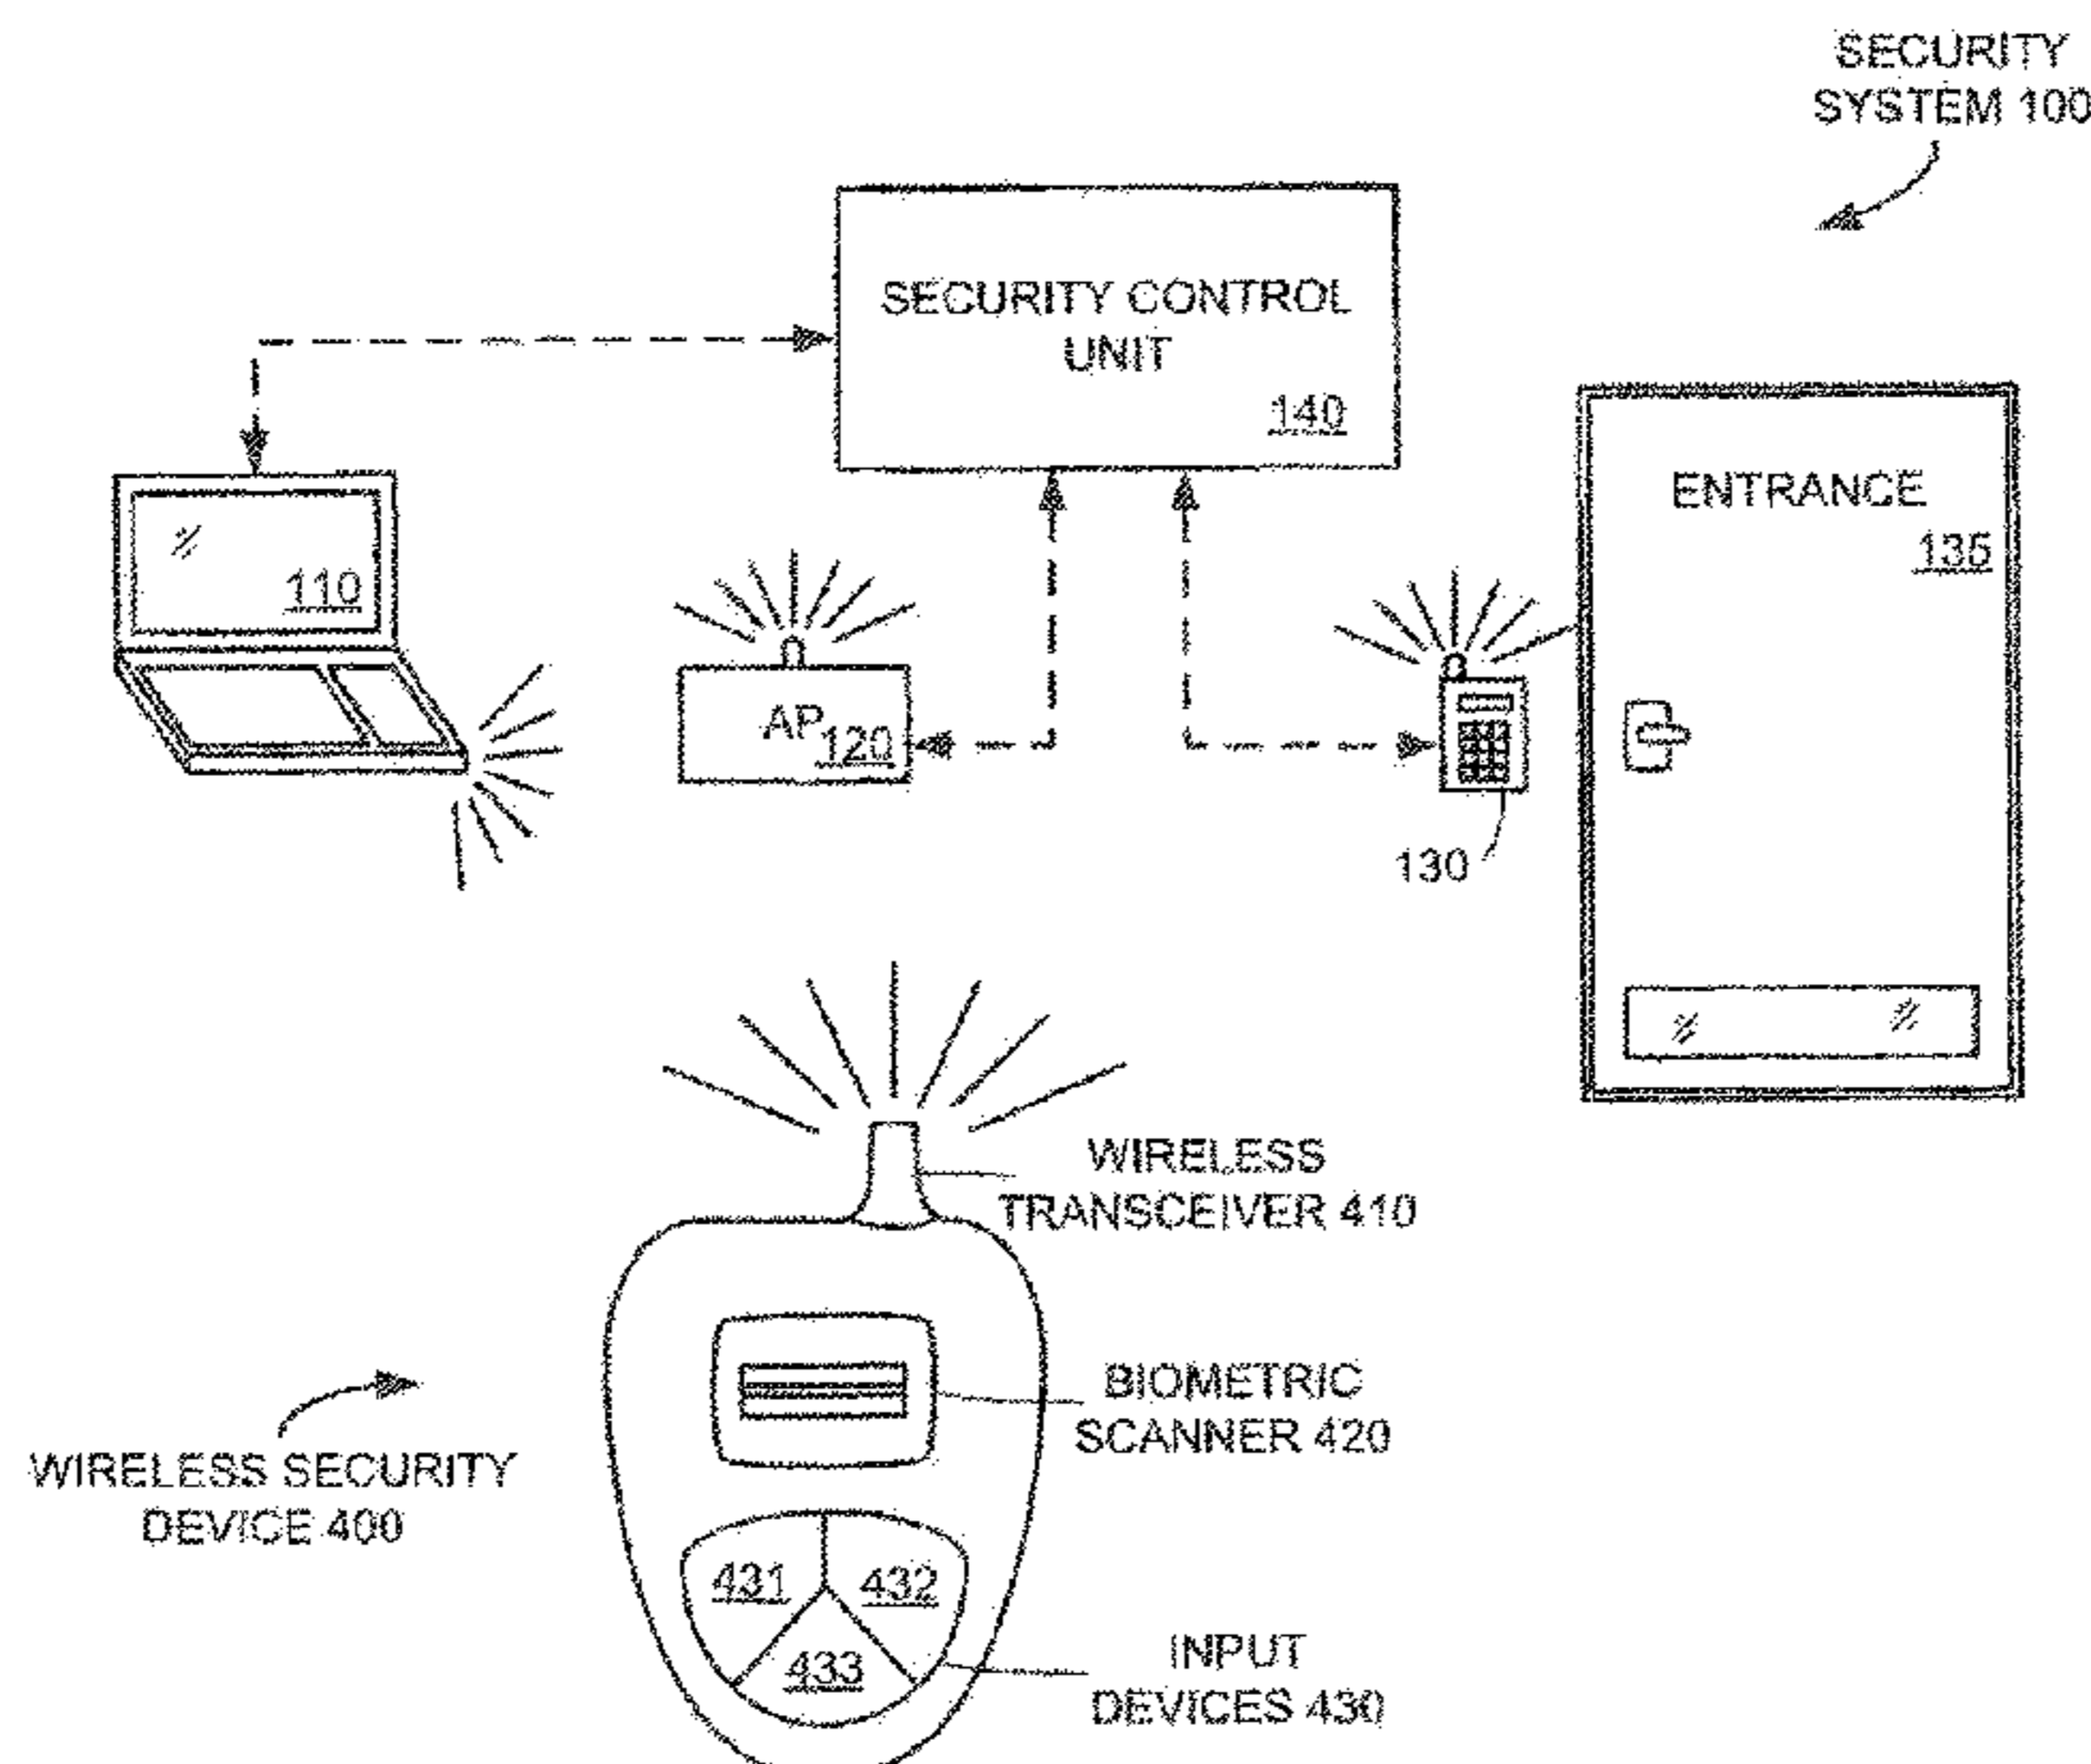 SECURITY
SYSTEM 100
SECURITY CONTROL
UNIT
140
ENTRANCE
135
110
AP 120
130
WIRELESS
TRANSCEIVER 410
BIOMETRIC
SCANNER 420
WIRELESS SECURITY
DEVICE 400
431 432
433
INPUT
DEVICES 430